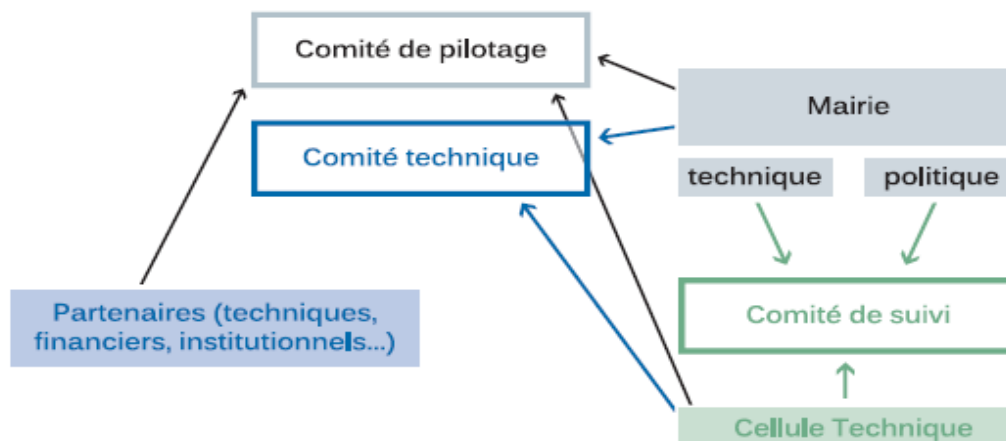 Comité de pilotage
Mairie
Comité technique
technique
politique
Partenaires (techniques,
financiers, institutionnels...)
Comité de suivi
Cellule Technique